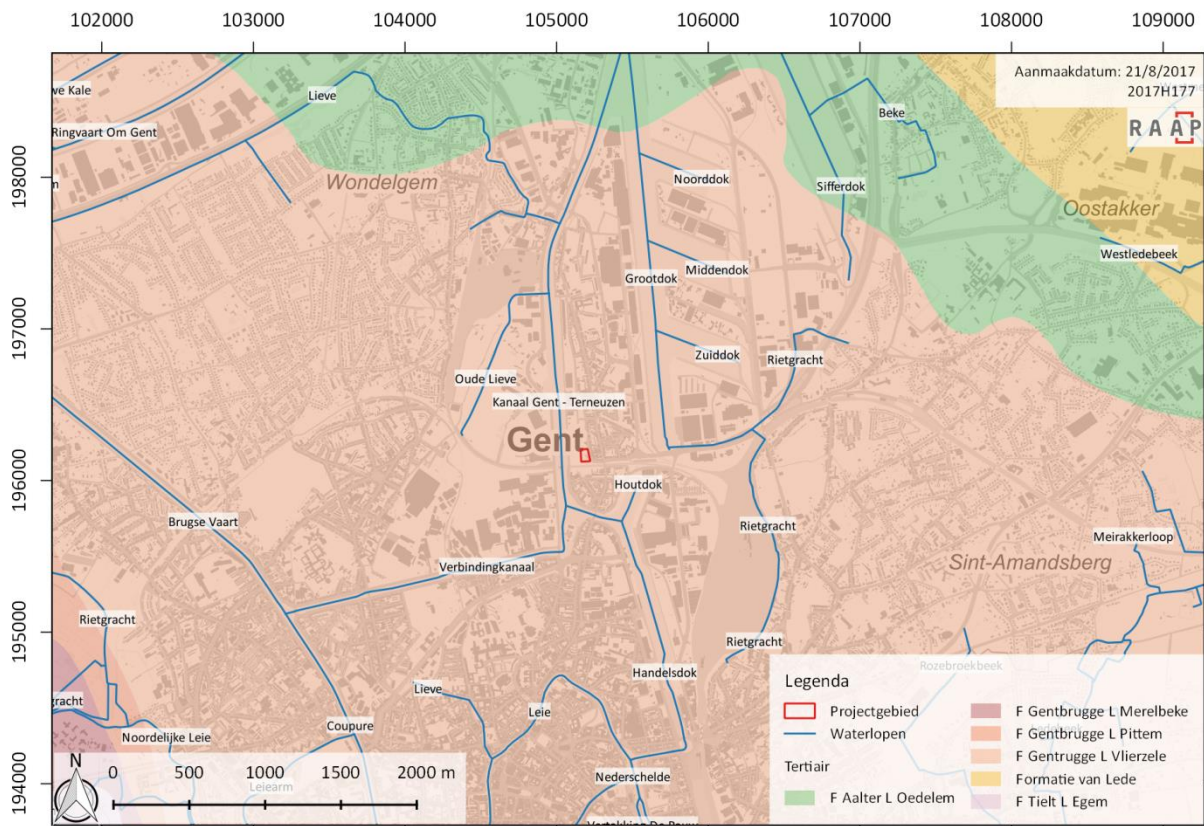 102000 103000 104000 105000 106000 107000 108000 109000
Aanmaakdatum: 21/8/2017
2017H177
RAAP
we Kale
Ringvaart Om Gent
Lieve
Beke
198000
Wondelgem
Noorddok
Sifferdok
Oostakker
Westledebeek
Middendok
Grootdok
197000
Zuiddok
Rietgracht
Oude Lieve
Kanaal Gent - Terneuzen
Gent
196000
Houtdok
Brugse Vaart
Rietgracht
Meirakkerloop
Verbindingkanaal
Sint-Amandsberg
195000
Rietgracht
Rietgracht
Rozebroekbeek
Handelsdok
Lieve
Leie
gracht
Noordelijke Leie
Coupure
194000
Nederschelde
Leiearm
N
0 500 1000 1500 2000 m
Legenda
Projectgebied
Waterlopen
Tertiair
F Aalter L Oedelem
F Gentbrugge L Merelbeke
F Gentbrugge L Pittem
F Gentrugge L Vlierzele
Formatie van Lede
F Tielt L Egem